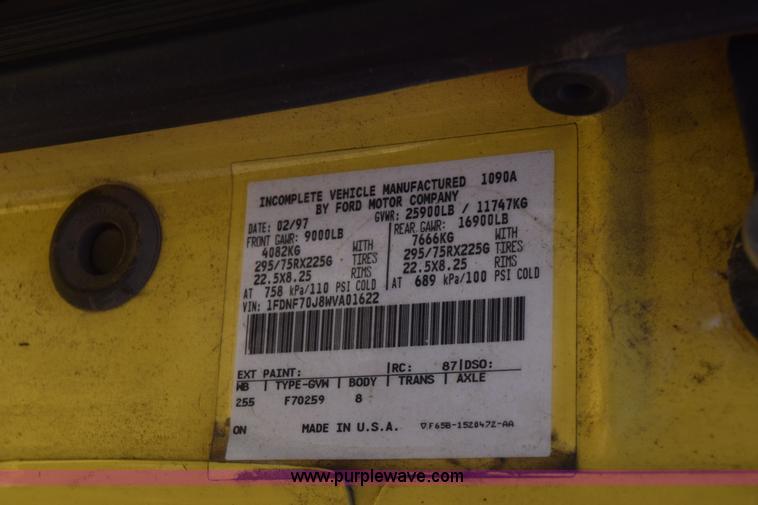 INCOMPLETE VEHICLE MANUFACTURED 1090A
BY FORD MOTOR COMPANY
DATE: 02/97 GVWR: 25900LB / 11747KG
FRONT GAWR: 9000LB REAR GAWR: 16900LB
4082KG WITH 7666KG WITH
295/75RX225G TIRES 295/75RX225G TIRES
22.5X8.25 RIMS 22.5X8.25 RIMS
AT 758 kPa/110 PSI COLD AT 689 kPa/100 PSI COLD
VIN: 1FDNF70J8WVA01622
EXT PAINT: |RC: 87|DSO:
WB | TYPE-GVW | BODY | TRANS | AXLE
255 F70259 8
ON MADE IN U.S.A. ▽F65B-1520472-AA
www.purplewave.com